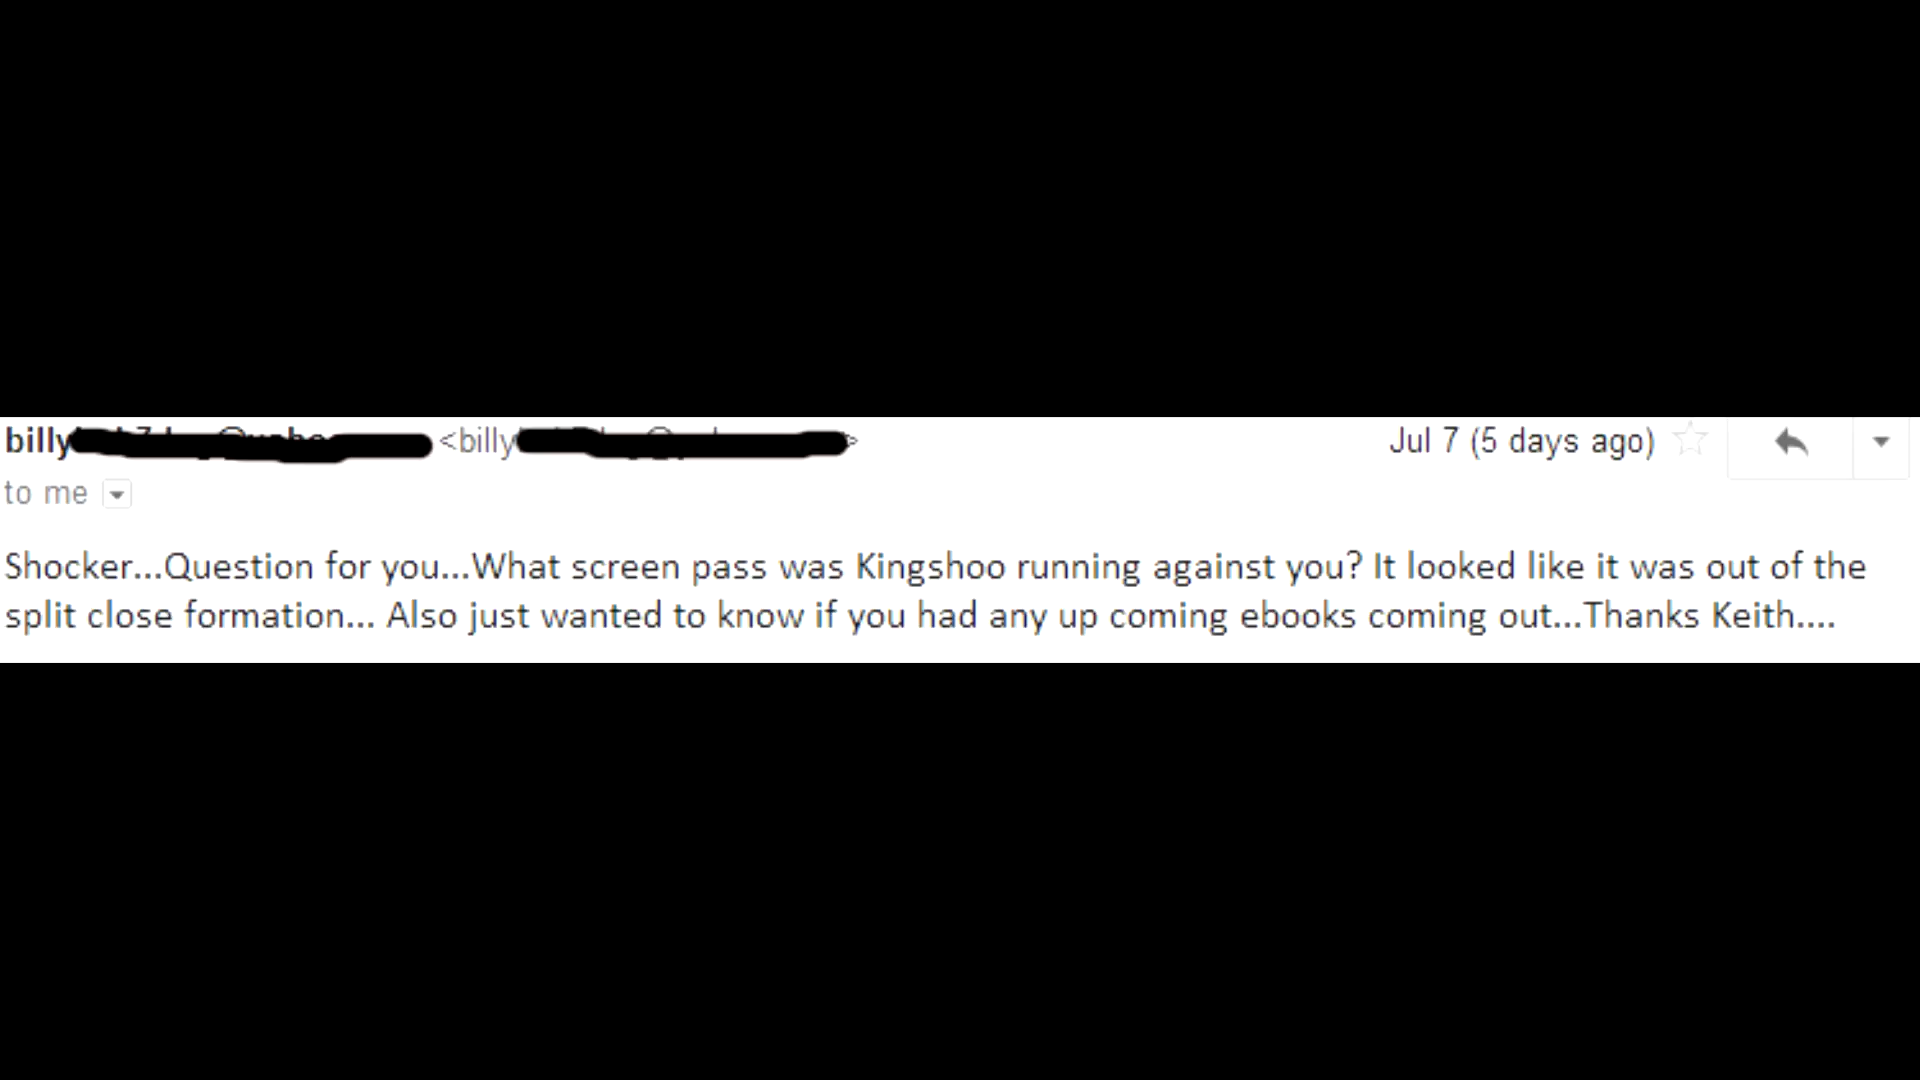 billy <billy > Jul 7 (5 days ago)
to me
Shocker...Question for you...What screen pass was Kingshoo running against you? It looked like it was out of the
split close formation... Also just wanted to know if you had any up coming ebooks coming out...Thanks Keith....